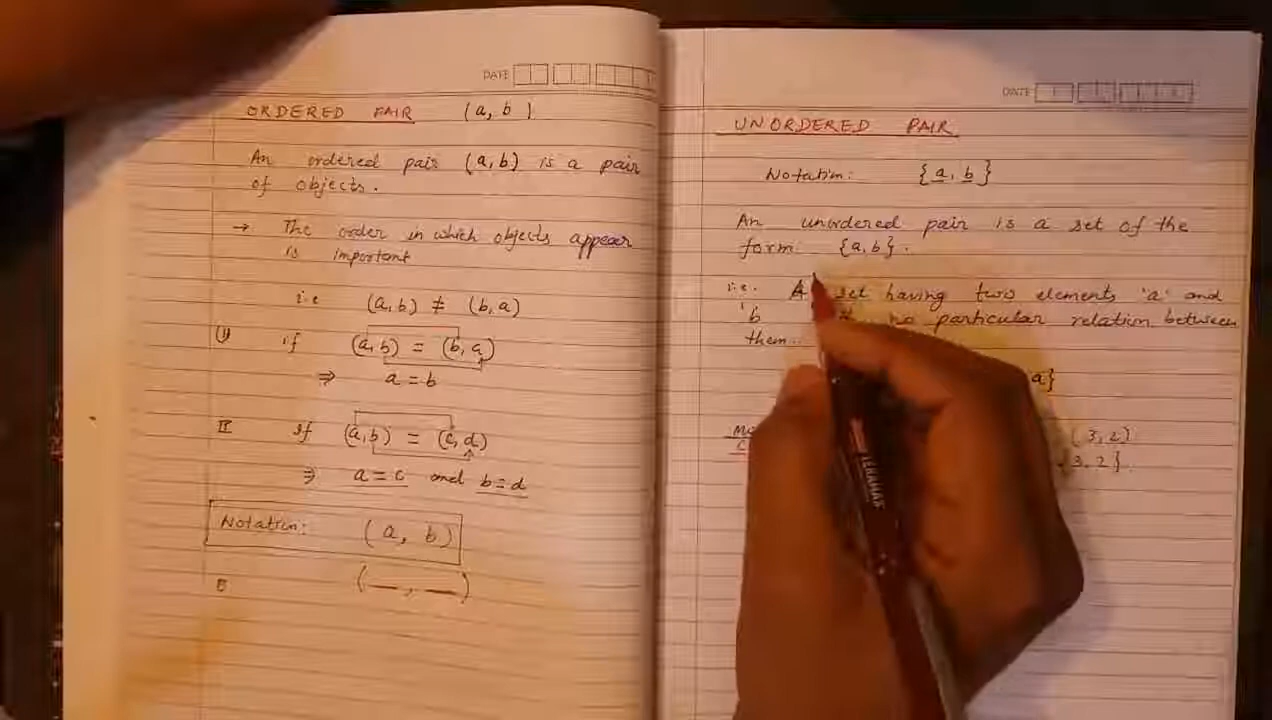 DATE
ORDERED PAIR (a, b)
An ordered pair (a,b) is a pair
of objects.
→ The order in which objects appear
is important
i.e (a,b) ≠ (b,a)
(I) if (a,b) = (b,a)
⇒ a = b
II If (a,b) = (c,d)
⇒ a = c and b = d
Notation: (a, b)
(—, —)
DATE
UNORDERED PAIR
Notation: {a, b}
An unordered pair is a set of the
form {a,b}.
i.e. A set having two elements 'a' and
'b no particular relation between
them.
a}
(3,2)
{3,2}.